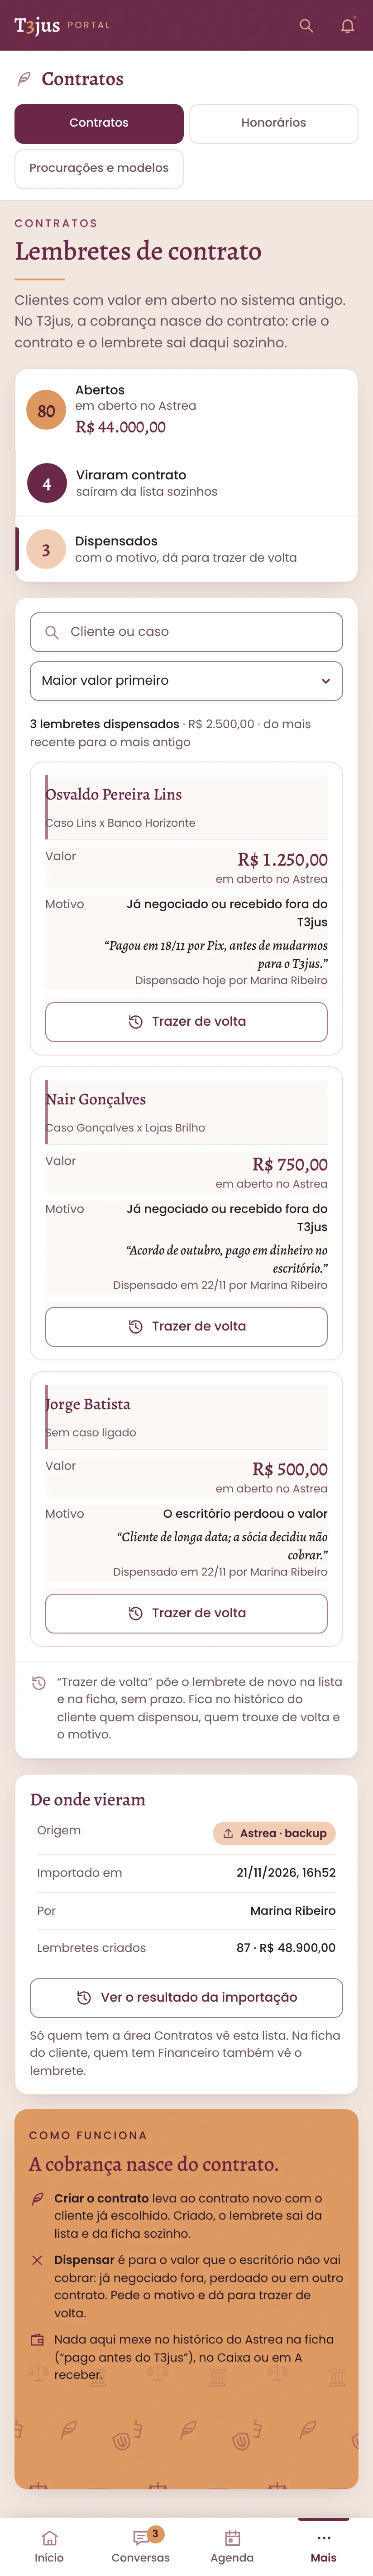 T3jus PORTAL
Contratos
Contratos
Honorários
Procurações e modelos
CONTRATOS
Lembretes de contrato
Clientes com valor em aberto no sistema antigo.
No T3jus, a cobrança nasce do contrato: crie o
contrato e o lembrete sai daqui sozinho.
80
Abertos
em aberto no Astrea
R$ 44.000,00
4
Viraram contrato
saíram da lista sozinhos
3
Dispensados
com o motivo, dá para trazer de volta
Cliente ou caso
Maior valor primeiro
3 lembretes dispensados · R$ 2.500,00 · do mais
recente para o mais antigo
Osvaldo Pereira Lins
Caso Lins x Banco Horizonte
Valor
R$ 1.250,00
em aberto no Astrea
Motivo
Já negociado ou recebido fora do
T3jus
“Pagou em 18/11 por Pix, antes de mudarmos
para o T3jus.”
Dispensado hoje por Marina Ribeiro
Trazer de volta
Nair Gonçalves
Caso Gonçalves x Lojas Brilho
Valor
R$ 750,00
em aberto no Astrea
Motivo
Já negociado ou recebido fora do
T3jus
“Acordo de outubro, pago em dinheiro no
escritório.”
Dispensado em 22/11 por Marina Ribeiro
Trazer de volta
Jorge Batista
Sem caso ligado
Valor
R$ 500,00
em aberto no Astrea
Motivo
O escritório perdoou o valor
“Cliente de longa data; a sócia decidiu não
cobrar.”
Dispensado em 22/11 por Marina Ribeiro
Trazer de volta
“Trazer de volta” põe o lembrete de novo na lista
e na ficha, sem prazo. Fica no histórico do
cliente quem dispensou, quem trouxe de volta e
o motivo.
De onde vieram
Origem
Astrea · backup
Importado em
21/11/2026, 16h52
Por
Marina Ribeiro
Lembretes criados
87 · R$ 48.900,00
Ver o resultado da importação
Só quem tem a área Contratos vê esta lista. Na ficha
do cliente, quem tem Financeiro também vê o
lembrete.
COMO FUNCIONA
A cobrança nasce do contrato.
Criar o contrato leva ao contrato novo com o
cliente já escolhido. Criado, o lembrete sai da
lista e da ficha sozinho.
Dispensar é para o valor que o escritório não vai
cobrar: já negociado fora, perdoado ou em outro
contrato. Pede o motivo e dá para trazer de
volta.
Nada aqui mexe no histórico do Astrea na ficha
(“pago antes do T3jus”), no Caixa ou em A
receber.
Início
3
Conversas
Agenda
Mais